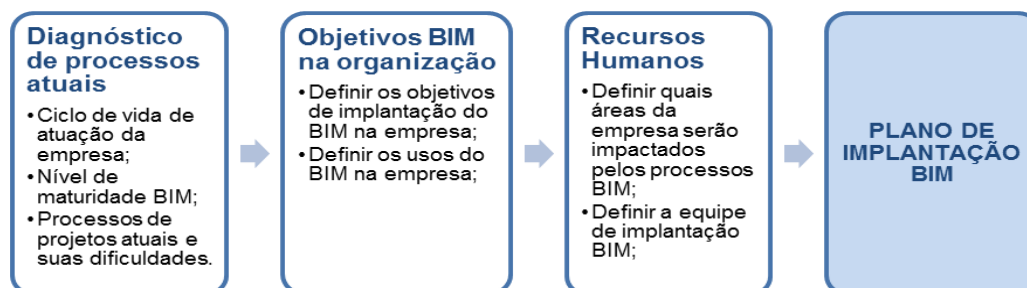 Diagnóstico
de processos
atuais
•Ciclo de vida de
atuação da
empresa;
•Nível de
maturidade BIM;
•Processos de
projetos atuais e
suas dificuldades.
Objetivos BIM
na organização
•Definir os objetivos
de implantação do
BIM na empresa;
•Definir os usos do
BIM na empresa;
Recursos
Humanos
•Definir quais
áreas da
empresa serão
impactados
pelos processos
BIM;
•Definir a equipe
de implantação
BIM;
PLANO DE
IMPLANTAÇÃO
BIM